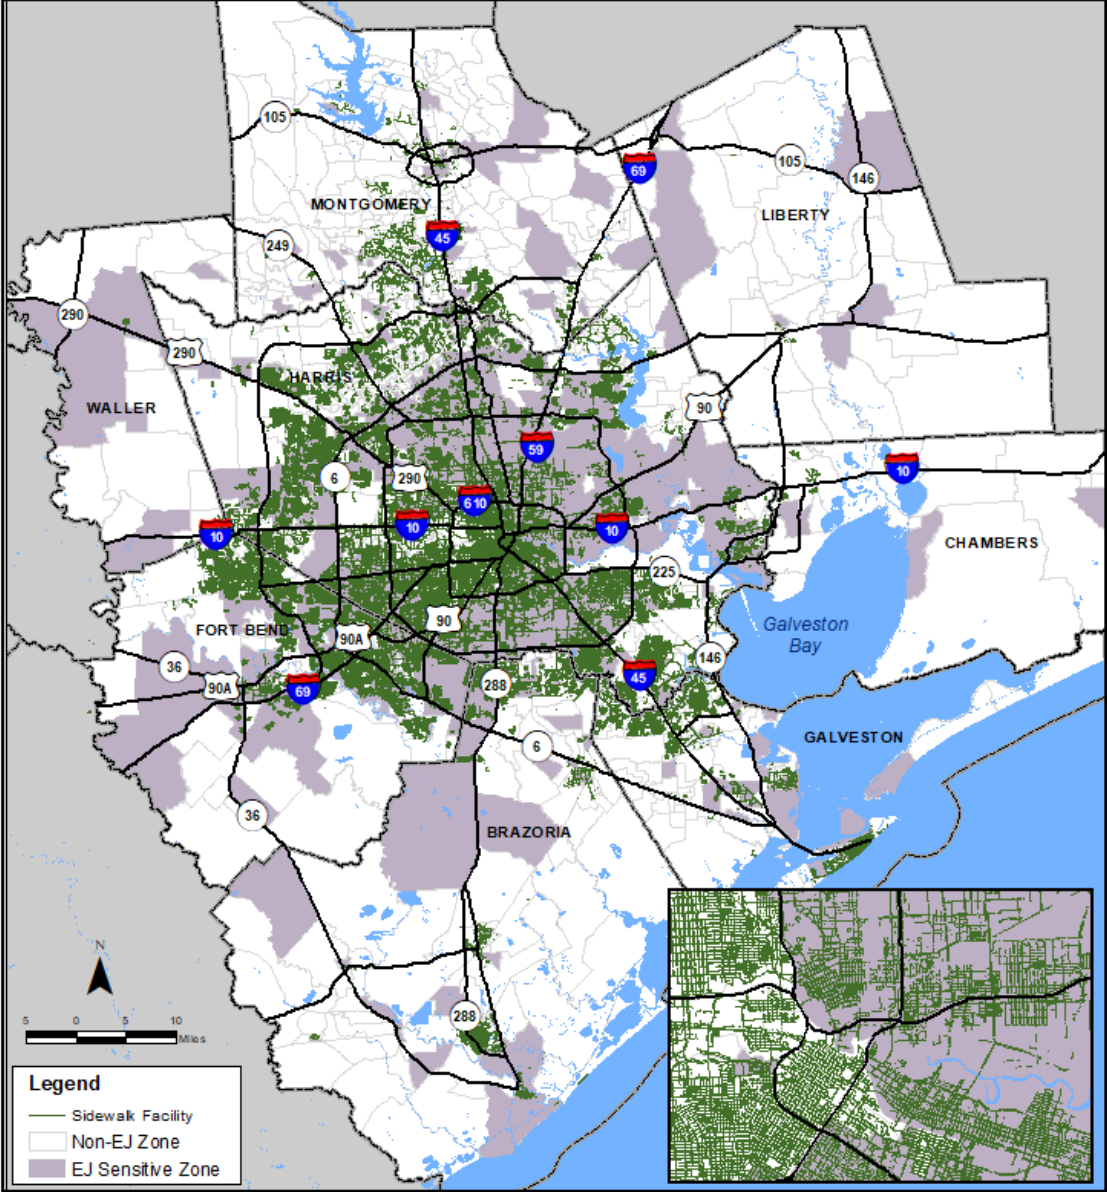 105
69
105
146
MONTGOMERY
LIBERTY
249
45
290
290
HARRIS
WALLER
90
59
6
290
10
610
10
10
10
CHAMBERS
225
Galveston
Bay
90
FORT BEND
90A
36
90A
69
288
45
146
GALVESTON
6
36
BRAZORIA
288
N
5 0 5 10
Miles
Legend
Sidewalk Facility
Non-EJ Zone
EJ Sensitive Zone